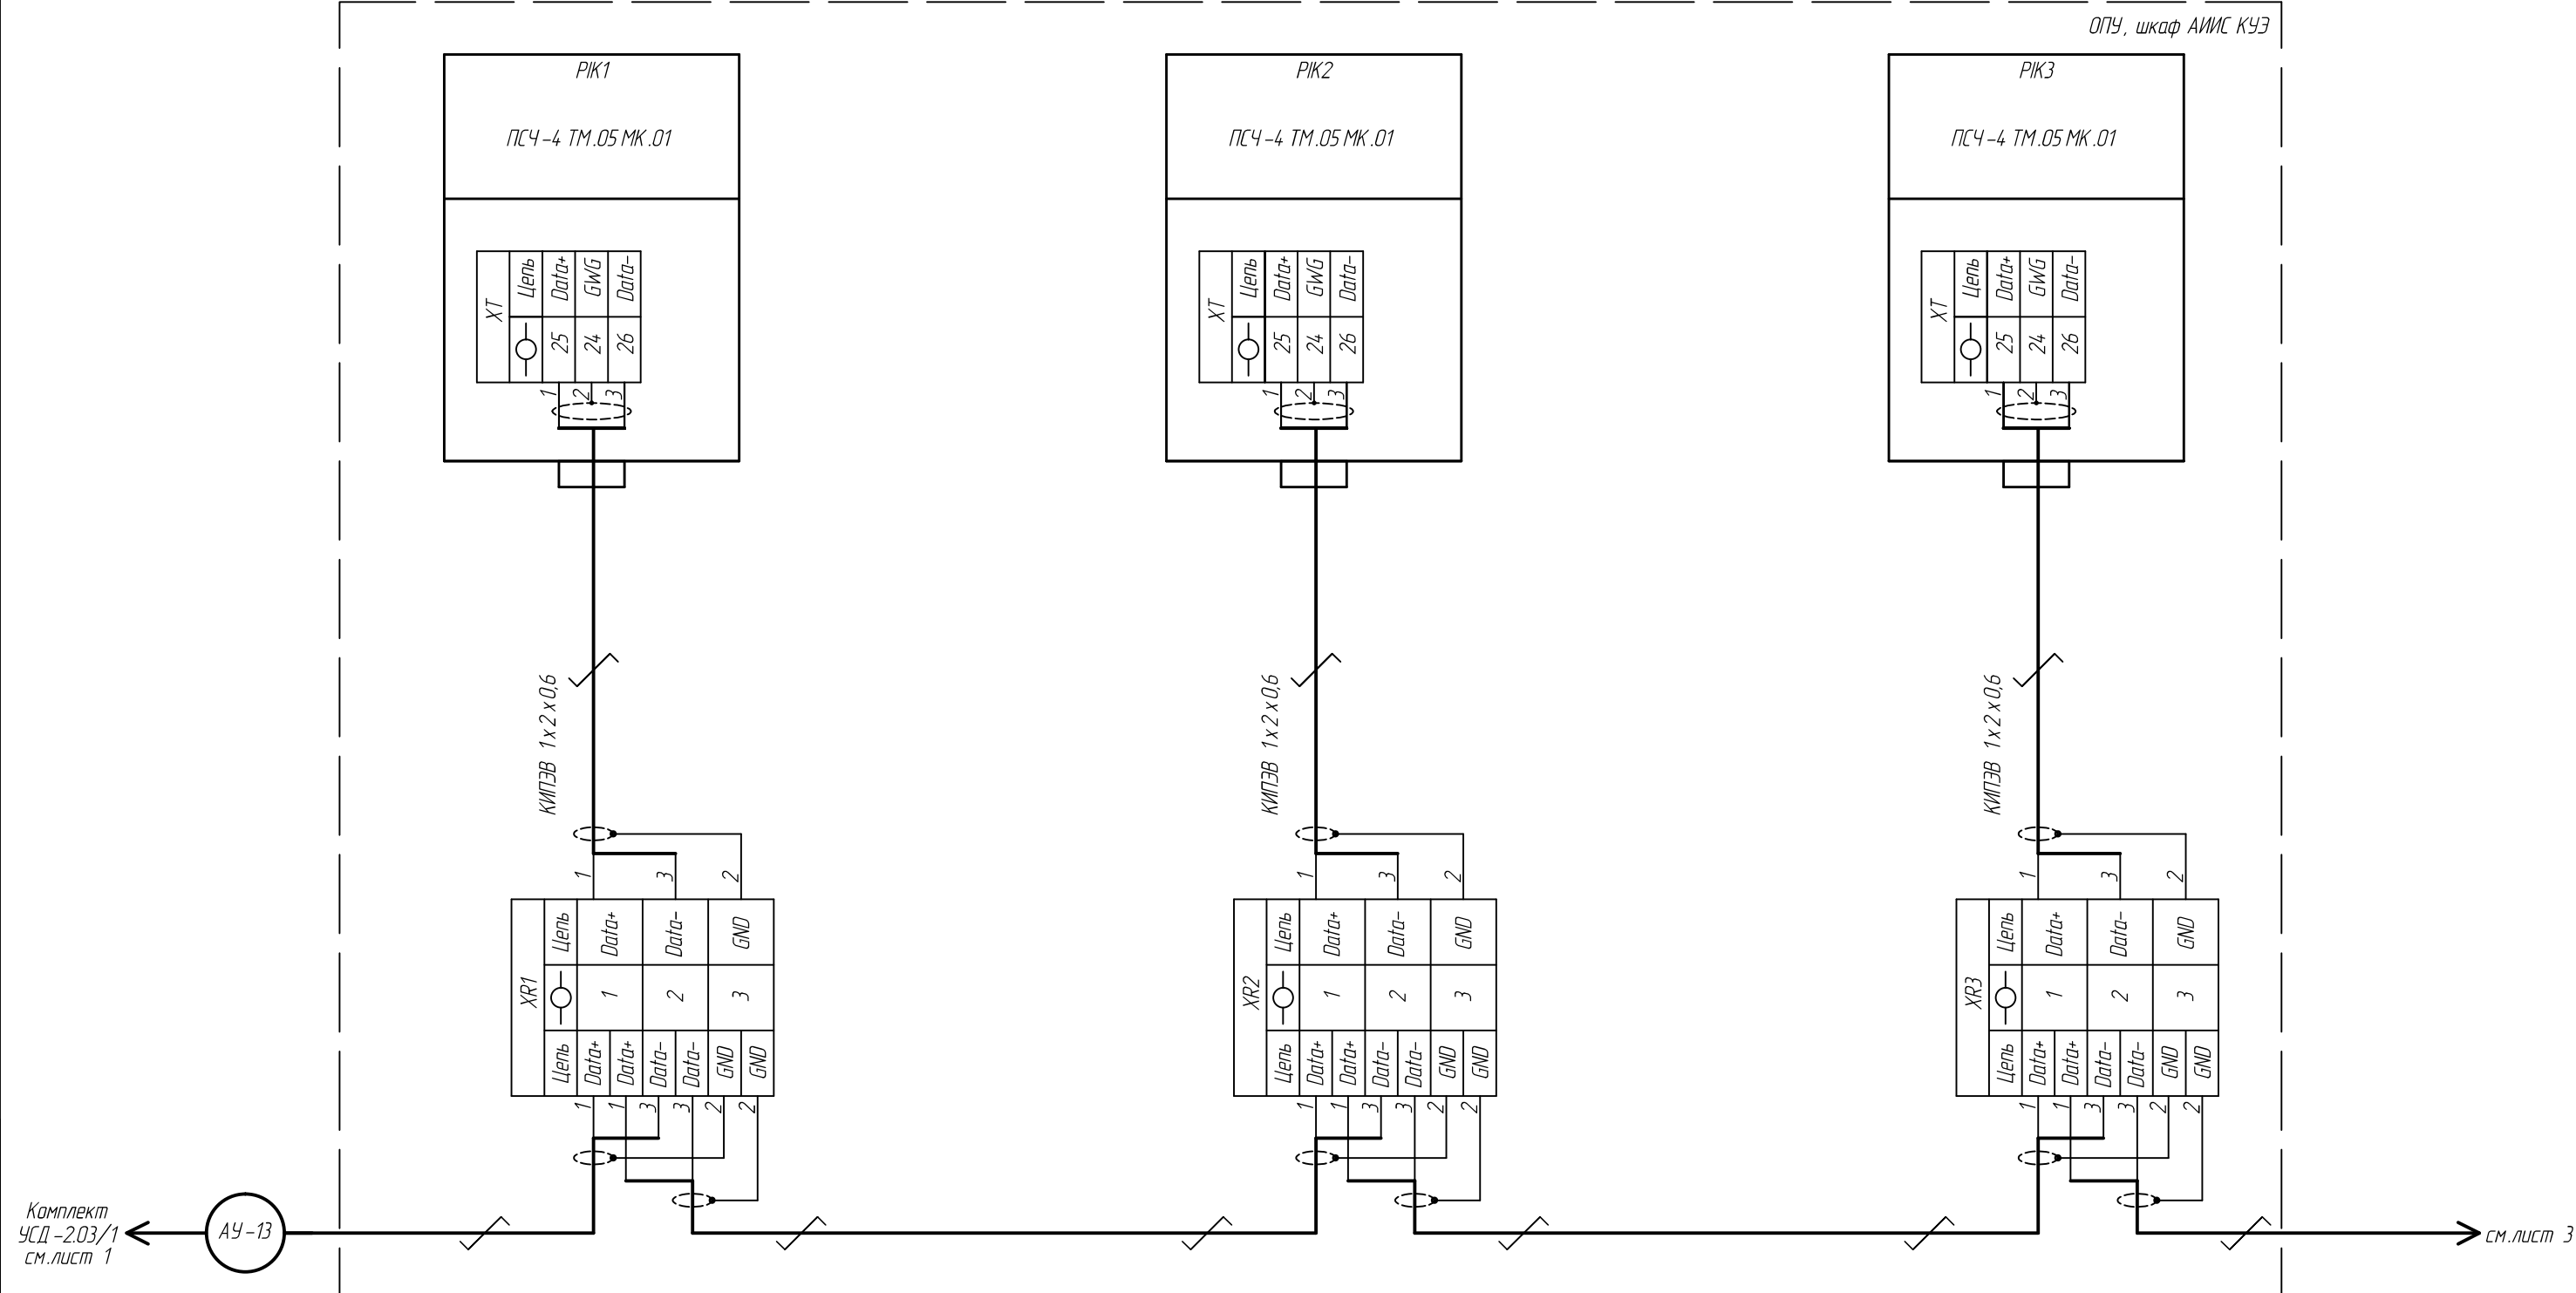 ОПУ, шкаф АИИС КУЭ
PIK1
ПСЧ-4 ТМ.05 МК.01
XT
Цепь
Data+
GWG
Data-
25
24
26
1
2
3
КИПЭВ 1x2x0,6
1
3
2
XR1
Цепь
Data+
Data-
GND
1
2
3
Цепь
Data+
Data+
Data-
Data-
GND
GND
1
1
3
3
2
2
PIK2
ПСЧ-4 ТМ.05 МК.01
XT
Цепь
Data+
GWG
Data-
25
24
26
1
2
3
КИПЭВ 1x2x0,6
1
3
2
XR2
Цепь
Data+
Data-
GND
1
2
3
Цепь
Data+
Data+
Data-
Data-
GND
GND
1
1
3
3
2
2
PIK3
ПСЧ-4 ТМ.05 МК.01
XT
Цепь
Data+
GWG
Data-
25
24
26
1
2
3
КИПЭВ 1x2x0,6
1
3
2
XR3
Цепь
Data+
Data-
GND
1
2
3
Цепь
Data+
Data+
Data-
Data-
GND
GND
1
1
3
3
2
2
Комплект
УСД-2.03/1
см.лист 1
АУ-13
см.лист 3